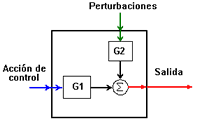 Perturbaciones
G2
Acción de
control
G1
Σ
Salida